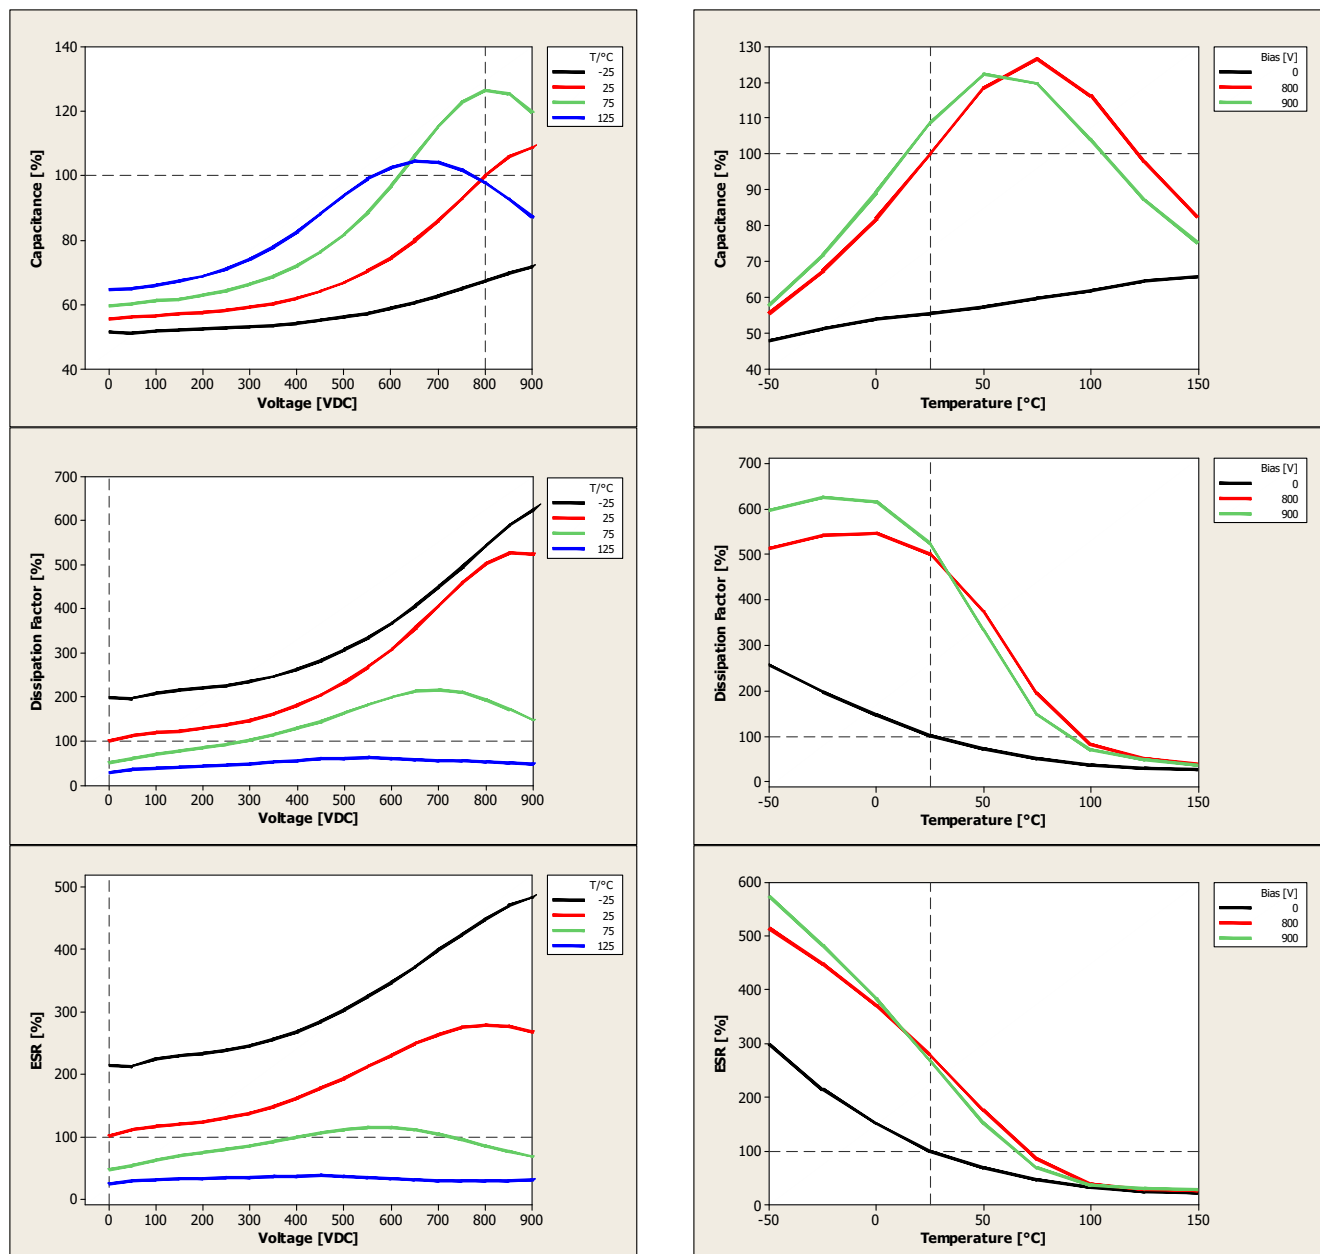 140
120
100
80
60
40
Capacitance [%]
0 100 200 300 400 500 600 700 800 900
Voltage [VDC]
T/°C
-25
25
75
125
130
120
110
100
90
80
70
60
50
40
Capacitance [%]
-50 0 50 100 150
Temperature [°C]
Bias [V]
0
800
900
700
600
500
400
300
200
100
0
Dissipation Factor [%]
0 100 200 300 400 500 600 700 800 900
Voltage [VDC]
T/°C
-25
25
75
125
700
600
500
400
300
200
100
0
Dissipation Factor [%]
-50 0 50 100 150
Temperature [°C]
Bias [V]
0
800
900
500
400
300
200
100
0
ESR [%]
0 100 200 300 400 500 600 700 800 900
Voltage [VDC]
T/°C
-25
25
75
125
600
500
400
300
200
100
0
ESR [%]
-50 0 50 100 150
Temperature [°C]
Bias [V]
0
800
900